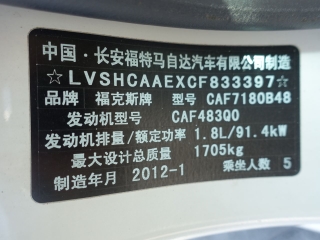 中国·长安福特马自达汽车有限公司制造
☆LVSHCAAEXCF833397☆
品牌 福克斯牌 型号 CAF7180B48
发动机型号 CAF483Q0
发动机排量/额定功率 1.8L/91.4kW
最大设计总质量 1705kg
制造年月 2012-1 乘坐人数 5